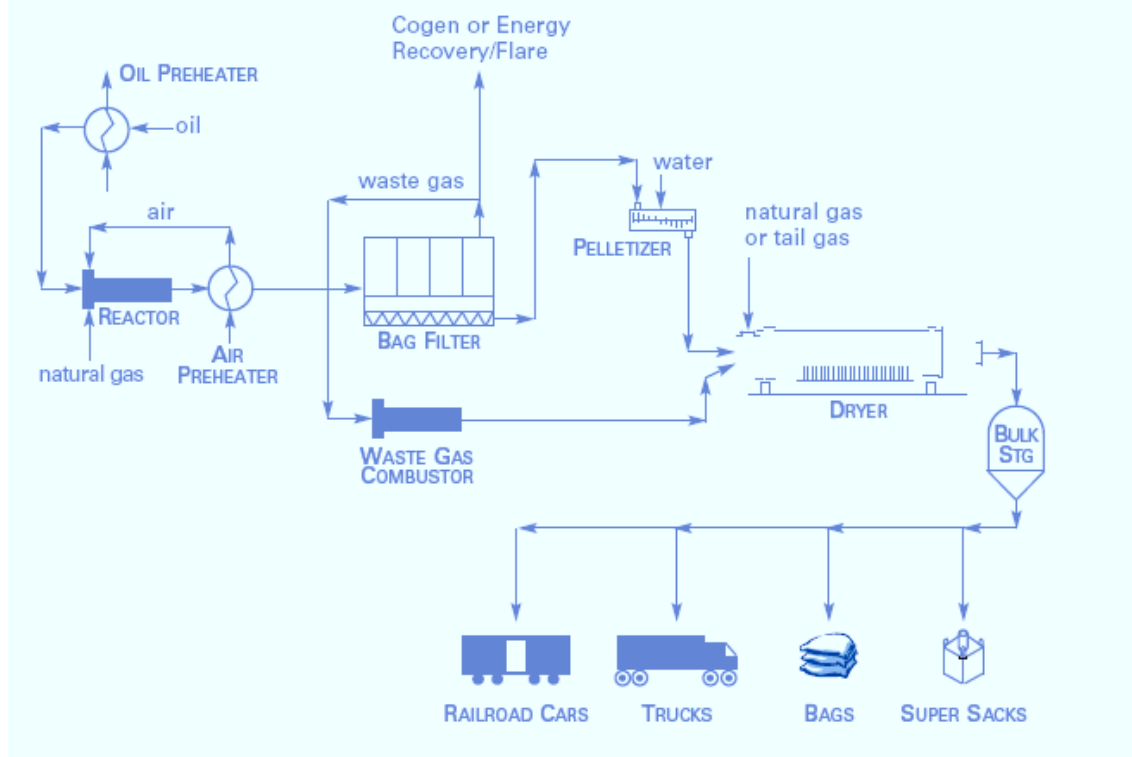 Cogen or Energy
Recovery/Flare
OIL PREHEATER
oil
water
waste gas
air
natural gas
or tail gas
PELLETIZER
REACTOR
BAG FILTER
AIR
PREHEATER
natural gas
DRYER
BULK
STG
WASTE GAS
COMBUSTOR
RAILROAD CARS
TRUCKS
BAGS
SUPER SACKS